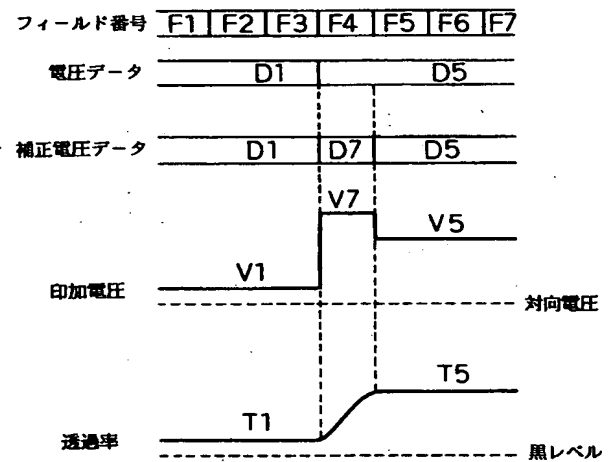 フィールド番号 F1 F2 F3 F4 F5 F6 F7
電圧データ D1 D5
補正電圧データ D1 D7 D5
V7
V5
V1
印加電圧
対向電圧
T5
T1
透過率
黒レベル